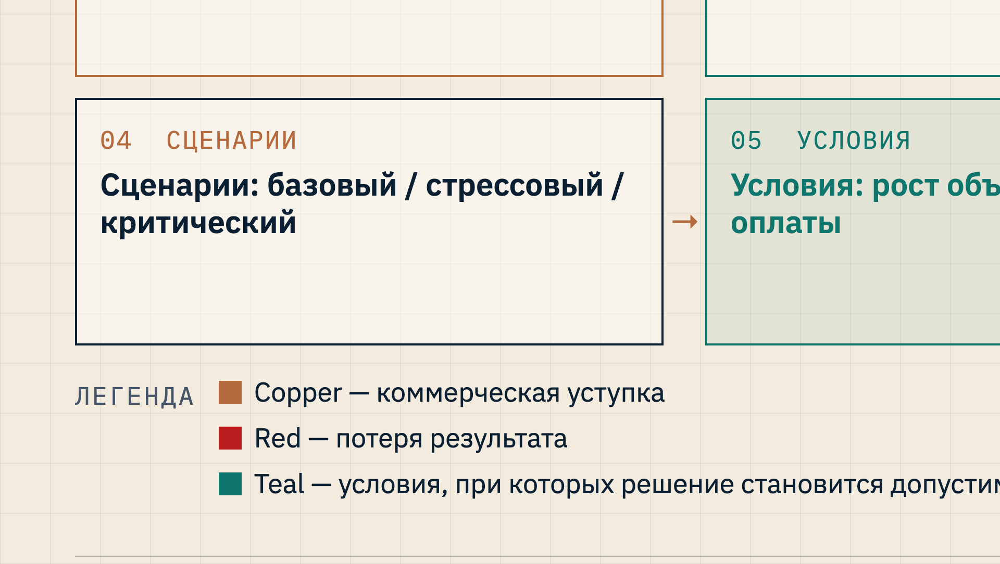 04 СЦЕНАРИИ
Сценарии: базовый / стрессовый /
критический
05 УСЛОВИЯ
Условия: рост
оплаты
ЛЕГЕНДА
Copper — коммерческая уступка
Red — потеря результата
Teal — условия, при которых решение становится